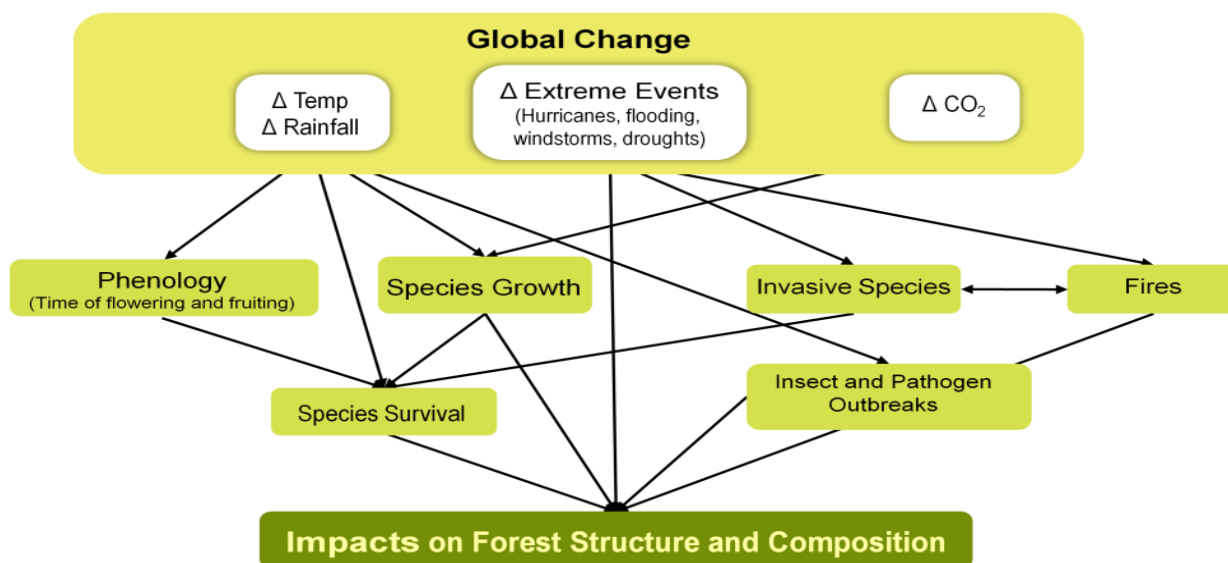 Global Change
Δ Temp
Δ Rainfall
Δ Extreme Events
(Hurricanes, flooding,
windstorms, droughts)
Δ CO₂
Phenology
(Time of flowering and fruiting)
Species Growth
Invasive Species
Fires
Species Survival
Insect and Pathogen
Outbreaks
Impacts on Forest Structure and Composition